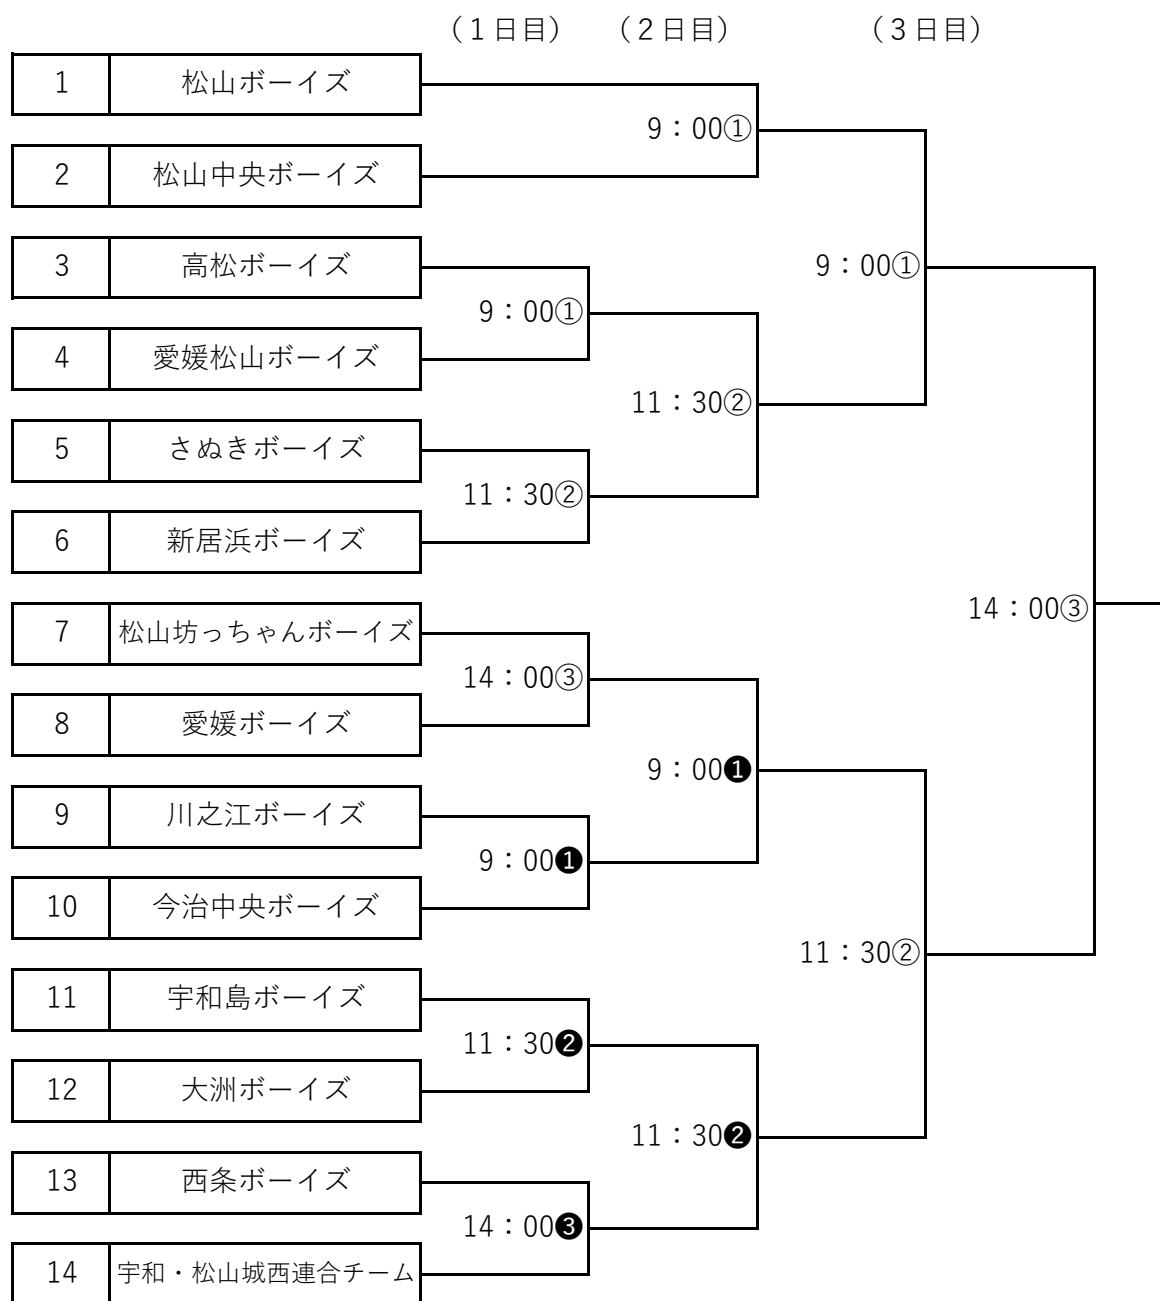 （１日目）　（２日目）　（３日目）
1　松山ボーイズ
9：00①
2　松山中央ボーイズ
3　高松ボーイズ
9：00①
9：00①
4　愛媛松山ボーイズ
11：30②
5　さぬきボーイズ
11：30②
6　新居浜ボーイズ
14：00③
7　松山坊っちゃんボーイズ
14：00③
8　愛媛ボーイズ
9：00❶
9　川之江ボーイズ
9：00❶
10　今治中央ボーイズ
11：30②
11　宇和島ボーイズ
11：30❷
12　大洲ボーイズ
11：30❷
13　西条ボーイズ
14：00❸
14　宇和・松山城西連合チーム